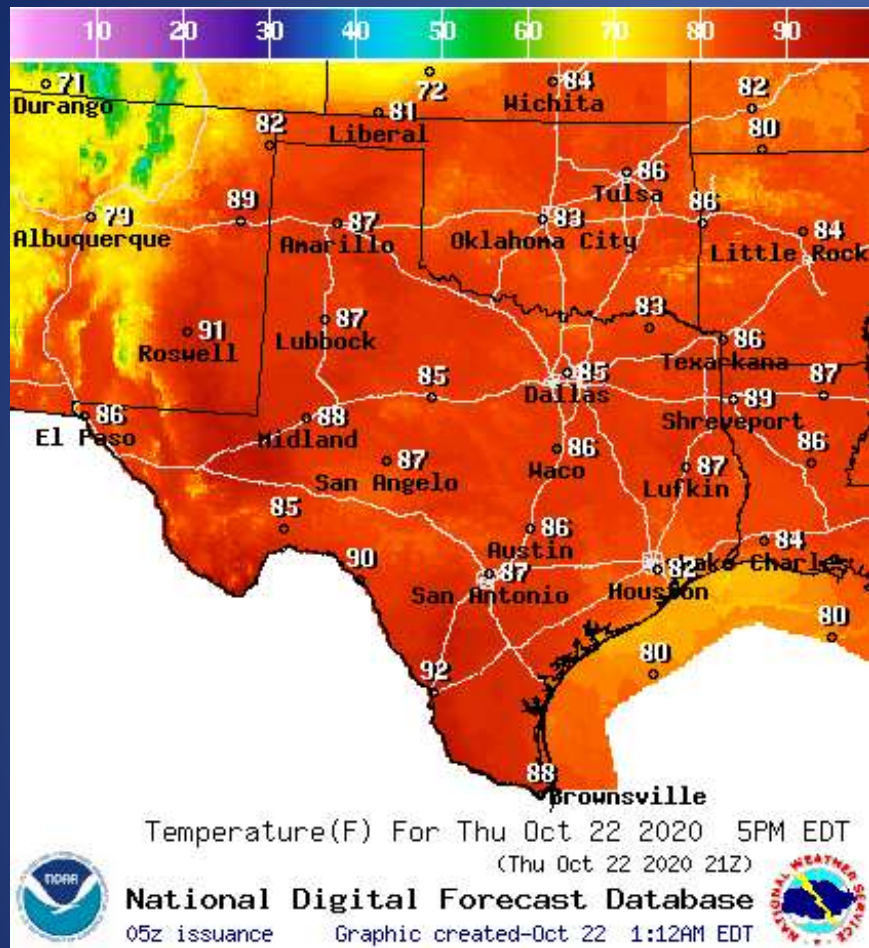 10 20 30 40 50 60 70 80 90
71
Durango
72
84
Wichita
82
81
Liberal
82
80
86
Tulsa
79
Albuquerque
89
87
Amarillo
83
Oklahoma City
86
84
Little Rock
91
Roswell
87
Lubbock
83
86
Texarkana
85
85
Dallas
89
Shreveport
87
86
El Paso
88
Midland
87
San Angelo
86
Waco
87
Lufkin
86
85
86
Austin
84
Lake Charles
90
87
San Antonio
82
Houston
80
80
92
88
Brownsville
Temperature(F) For Thu Oct 22 2020 5PM EDT
(Thu Oct 22 2020 21Z)
NOAA
National Digital Forecast Database
05z issuance Graphic created-Oct 22 1:12AM EDT
NATIONAL WEATHER SERVICE